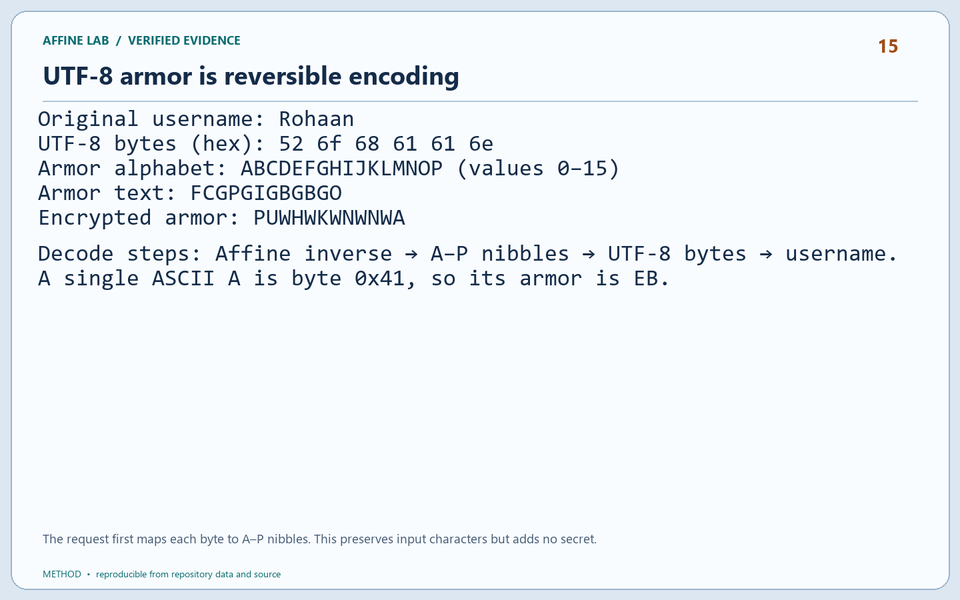 AFFINE LAB / VERIFIED EVIDENCE
15
UTF-8 armor is reversible encoding
Original username: Rohaan
UTF-8 bytes (hex): 52 6f 68 61 61 6e
Armor alphabet: ABCDEFGHIJKLMNOP (values 0–15)
Armor text: FCGPGIGBGBGO
Encrypted armor: PUWHWKWNWNWA
Decode steps: Affine inverse → A–P nibbles → UTF-8 bytes → username.
A single ASCII A is byte 0x41, so its armor is EB.
The request first maps each byte to A–P nibbles. This preserves input characters but adds no secret.
METHOD • reproducible from repository data and source